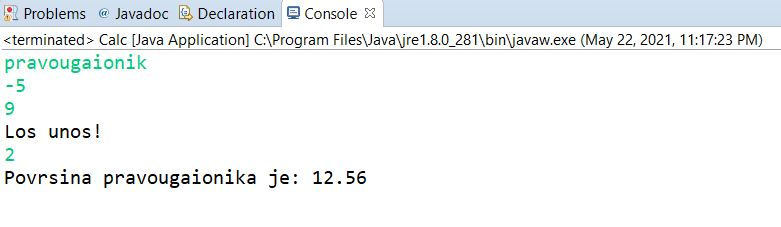 Problems @ Javadoc Declaration Console
<terminated> Calc [Java Application] C:\Program Files\Java\jre1.8.0_281\bin\javaw.exe (May 22, 2021, 11:17:23 PM)
pravougaionik
-5
9
Los unos!
2
Povrsina pravougaionika je: 12.56